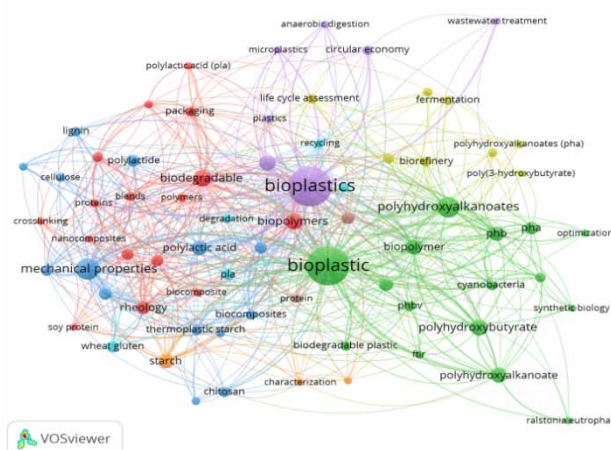 anaerobic digestion
wastewater treatment
microplastics
circular economy
polylactic acid (pla)
life cycle assessment
fermentation
packaging
plastics
lignin
recycling
polyhydroxyalkanoates (pha)
polylactide
biorefinery
cellulose
biodegradable
bioplastics
poly(3-hydroxybutyrate)
proteins
blends
polymers
polyhydroxyalkanoates
crosslinking
degradation
biopolymers
phb
pha
optimization
nanocomposites
polylactic acid
biopolymer
mechanical properties
pla
bioplastic
biocomposite
protein
cyanobacteria
rheology
biocomposites
phbv
synthetic biology
soy protein
thermoplastic starch
polyhydroxybutyrate
wheat gluten
biodegradable plastic
starch
ftir
characterization
polyhydroxyalkanoate
chitosan
ralstonia eutropha
VOSviewer